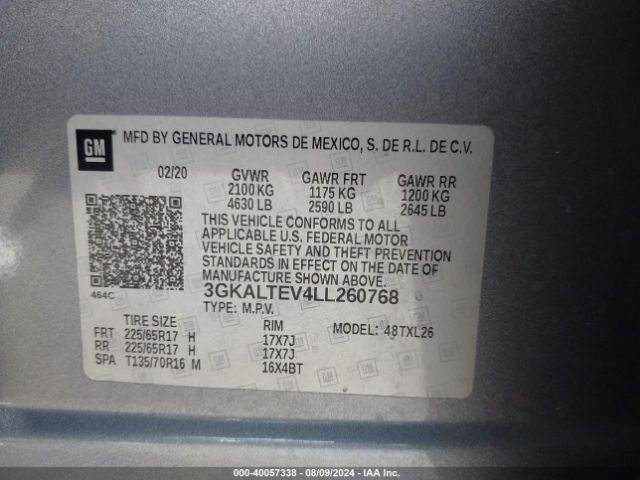 GM
MFD BY GENERAL MOTORS DE MEXICO, S. DE R.L. DE C.V.
02/20 GVWR GAWR FRT GAWR RR
2100 KG 1175 KG 1200 KG
4630 LB 2590 LB 2645 LB
THIS VEHICLE CONFORMS TO ALL
APPLICABLE U.S. FEDERAL MOTOR
VEHICLE SAFETY AND THEFT PREVENTION
STANDARDS IN EFFECT ON THE DATE OF
MANUFACTURE SHOWN ABOVE.
464C
3GKALTEV4LL260768
TYPE: M.P.V.
TIRE SIZE RIM MODEL: 48TXL26
FRT 225/65R17 H 17X7J
RR 225/65R17 H 17X7J
SPA T135/70R16 M 16X4BT
000-40057338 - 08/09/2024 - IAA Inc.